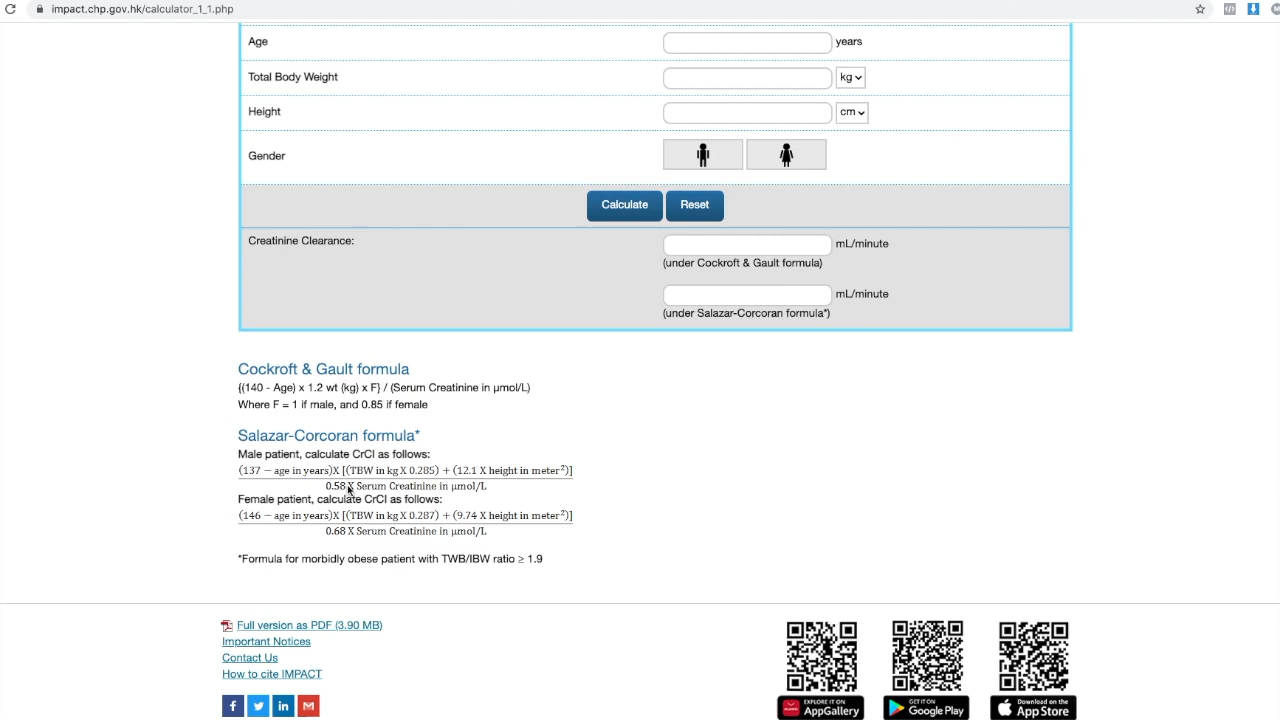 impact.chp.gov.hk/calculator_1_1.php
Age years
Total Body Weight kg
Height cm
Gender
Calculate Reset
Creatinine Clearance: mL/minute
(under Cockroft & Gault formula)
mL/minute
(under Salazar-Corcoran formula*)
Cockroft & Gault formula
{(140 - Age) x 1.2 wt (kg) x F} / (Serum Creatinine in μmol/L)
Where F = 1 if male, and 0.85 if female
Salazar-Corcoran formula*
Male patient, calculate CrCl as follows:
(137 − age in years)X [(TBW in kg X 0.285) + (12.1 X height in meter²)]
0.58 X Serum Creatinine in μmol/L
Female patient, calculate CrCl as follows:
(146 − age in years)X [(TBW in kg X 0.287) + (9.74 X height in meter²)]
0.68 X Serum Creatinine in μmol/L
*Formula for morbidly obese patient with TWB/IBW ratio ≥ 1.9
Full version as PDF (3.90 MB)
Important Notices
Contact Us
How to cite IMPACT
EXPLORE IT ON
AppGallery
GET IT ON
Google Play
Download on the
App Store